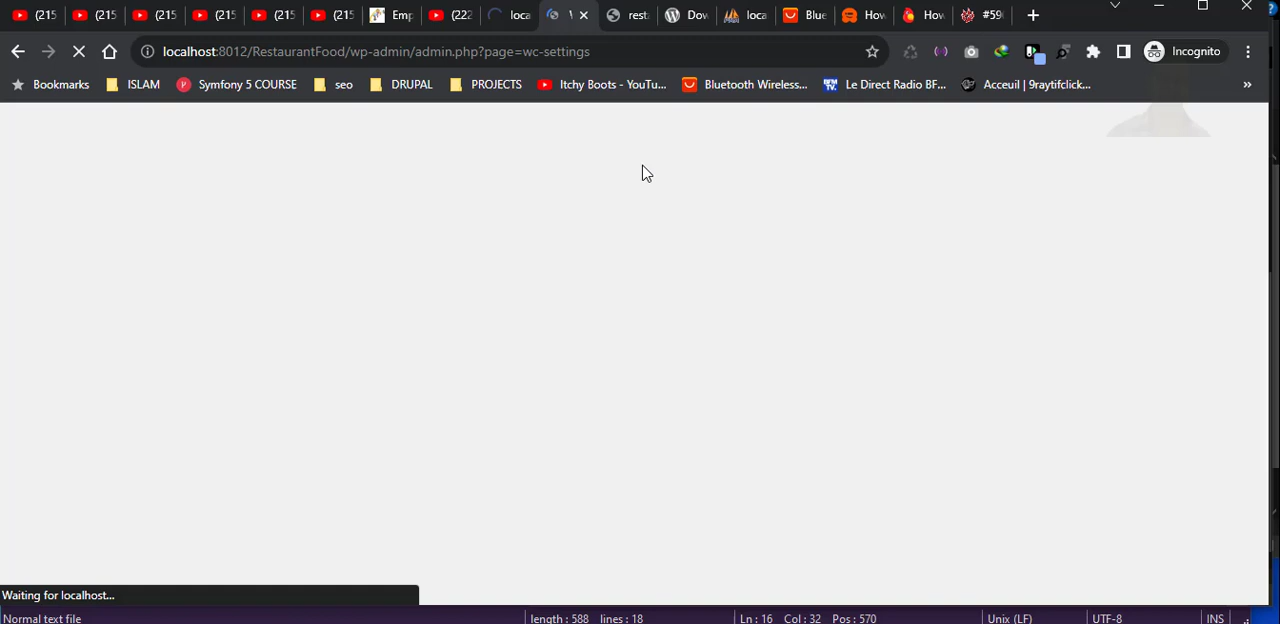 (215 (215 (215 (215 (215 (215 Emp (222 loca rest Dow loca Blue How How #59
localhost:8012/RestaurantFood/wp-admin/admin.php?page=wc-settings Incognito
Bookmarks ISLAM Symfony 5 COURSE seo DRUPAL PROJECTS Itchy Boots - YouTu... Bluetooth Wireless... Le Direct Radio BF... Acceuil | 9raytifclick... »
Waiting for localhost...
Normal text file length : 588 lines : 18 Ln : 16 Col : 32 Pos : 570 Unix (LF) UTF-8 INS